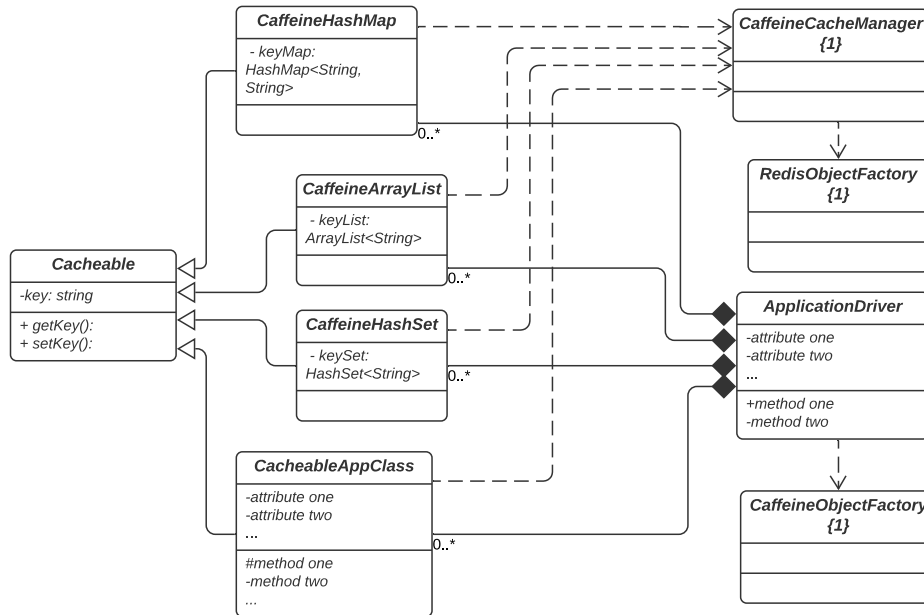 CaffeineHashMap
- keyMap:
HashMap<String,
String>
0..*
CaffeineCacheManager
{1}
RedisObjectFactory
{1}
CaffeineArrayList
- keyList:
ArrayList<String>
0..*
Cacheable
-key: string
+ getKey():
+ setKey():
CaffeineHashSet
- keySet:
HashSet<String>
0..*
ApplicationDriver
-attribute one
-attribute two
...
+method one
-method two
CacheableAppClass
-attribute one
-attribute two
...
#method one
-method two
...
0..*
CaffeineObjectFactory
{1}